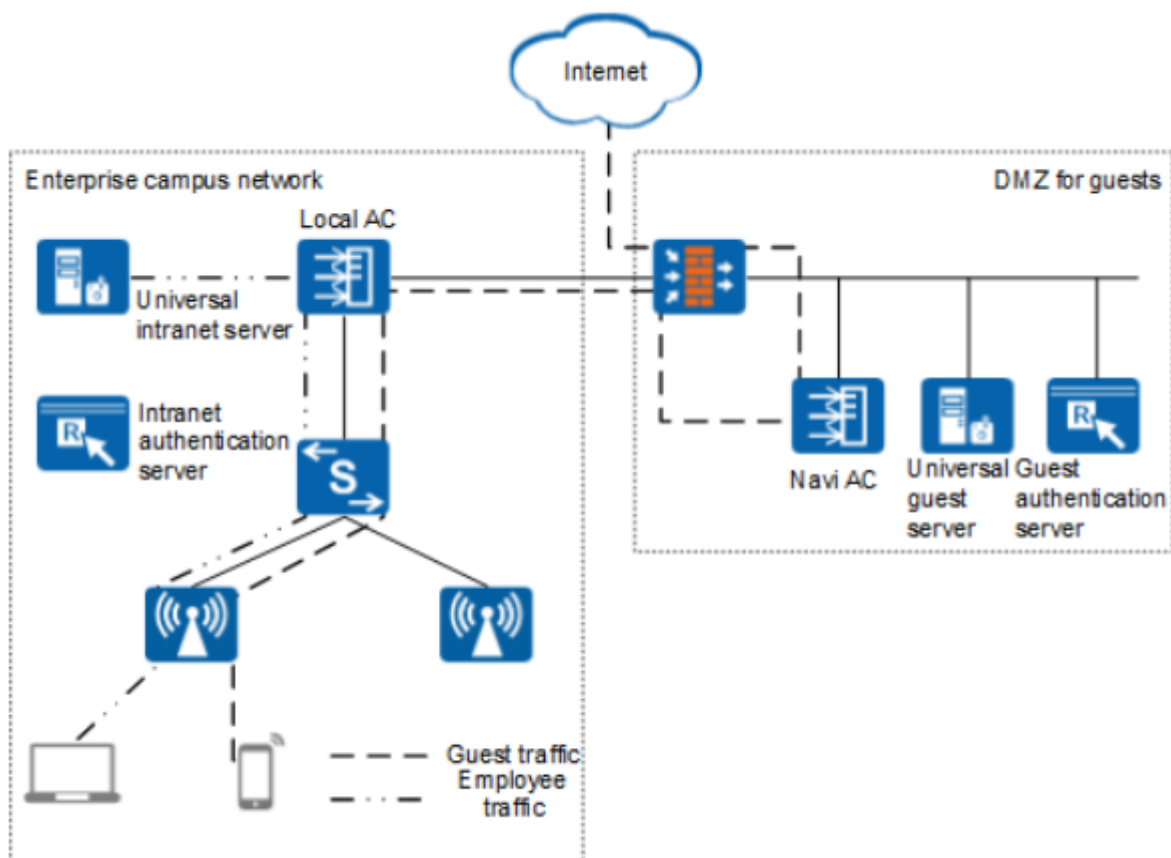 Internet
Enterprise campus network
DMZ for guests
Local AC
Universal
intranet server
Intranet
authentication
server
R
S
Navi AC
Universal
guest
server
Guest
authentication
server
R
Guest traffic
Employee
traffic